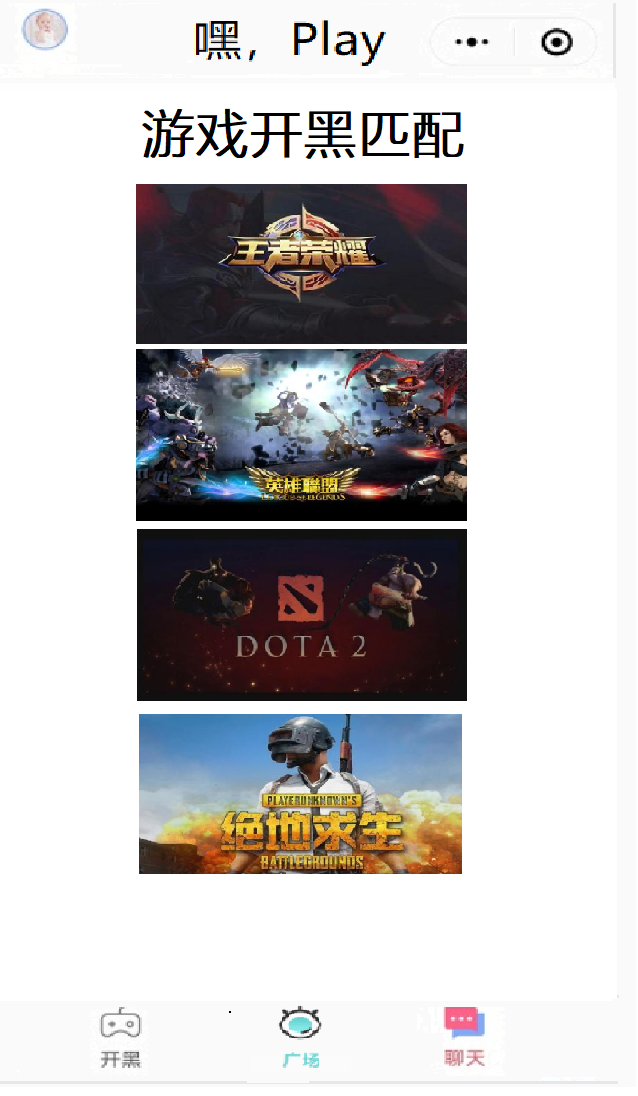 嘿，Play
游戏开黑匹配
王者荣耀
英雄聯盟
LEAGUE of LEGENDS
DOTA 2
PLAYERUNKNOWN'S
绝地求生
BATTLEGROUNDS
开黑
广场
聊天